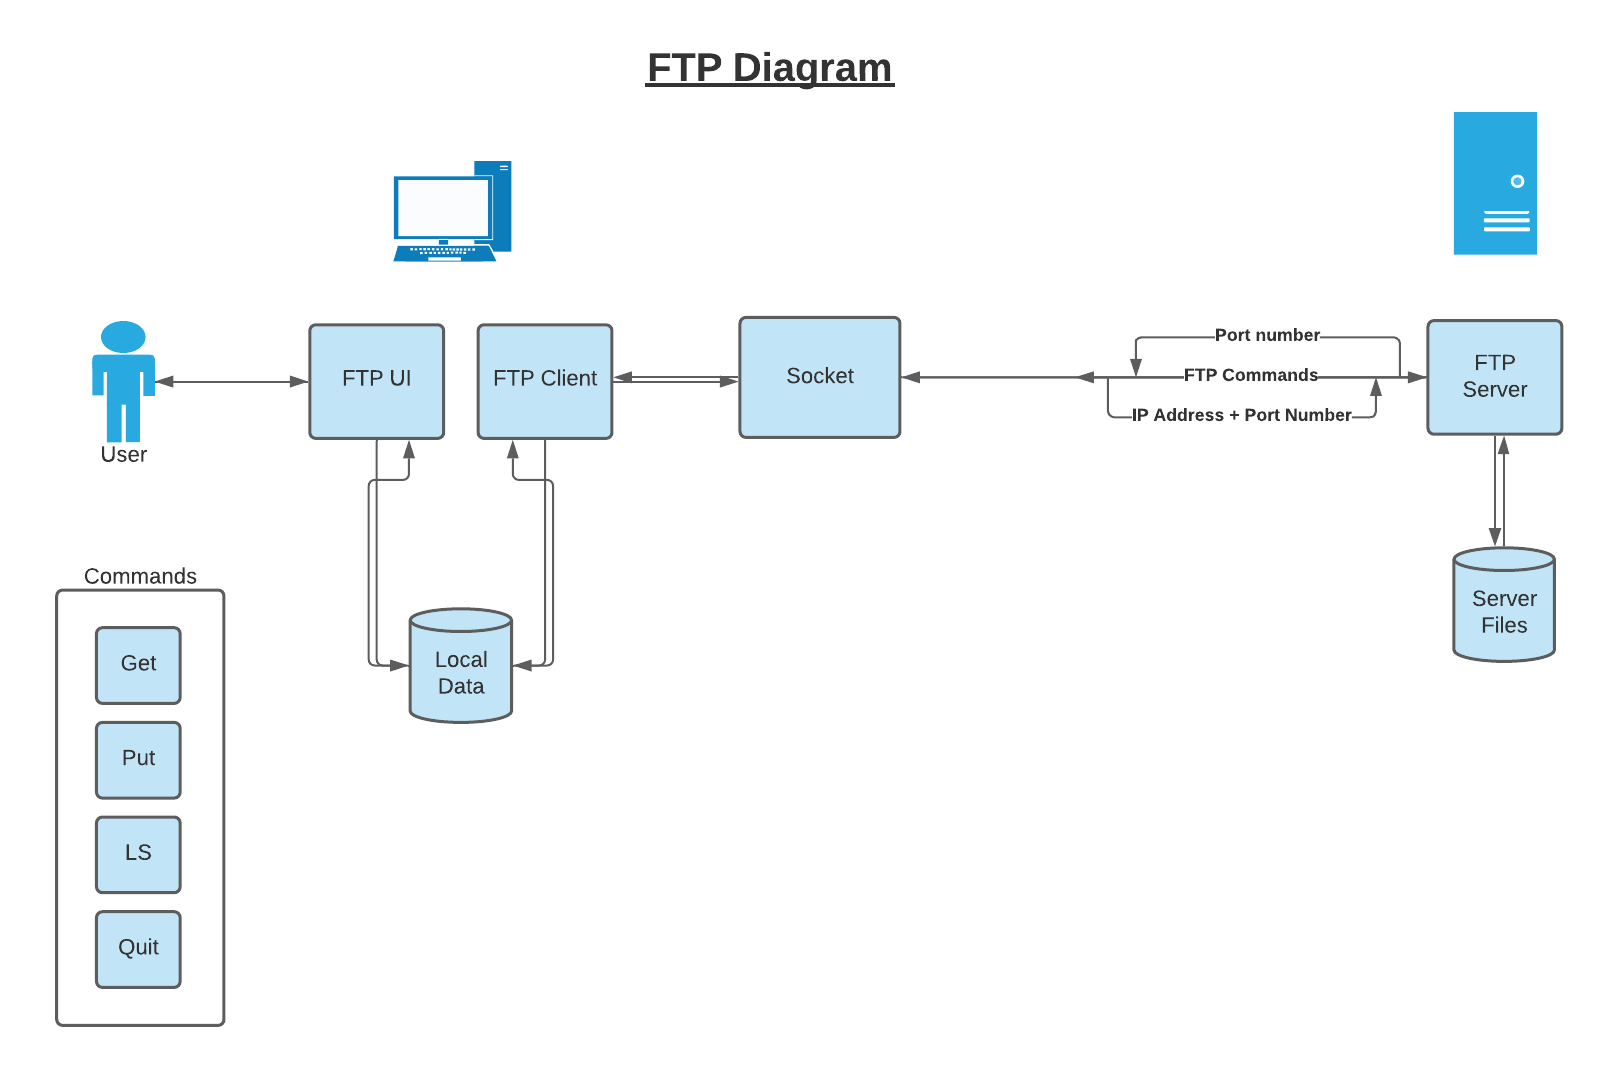 FTP Diagram
User
FTP UI
FTP Client
Socket
Port number
FTP Commands
IP Address + Port Number
FTP
Server
Server
Files
Local
Data
Commands
Get
Put
LS
Quit